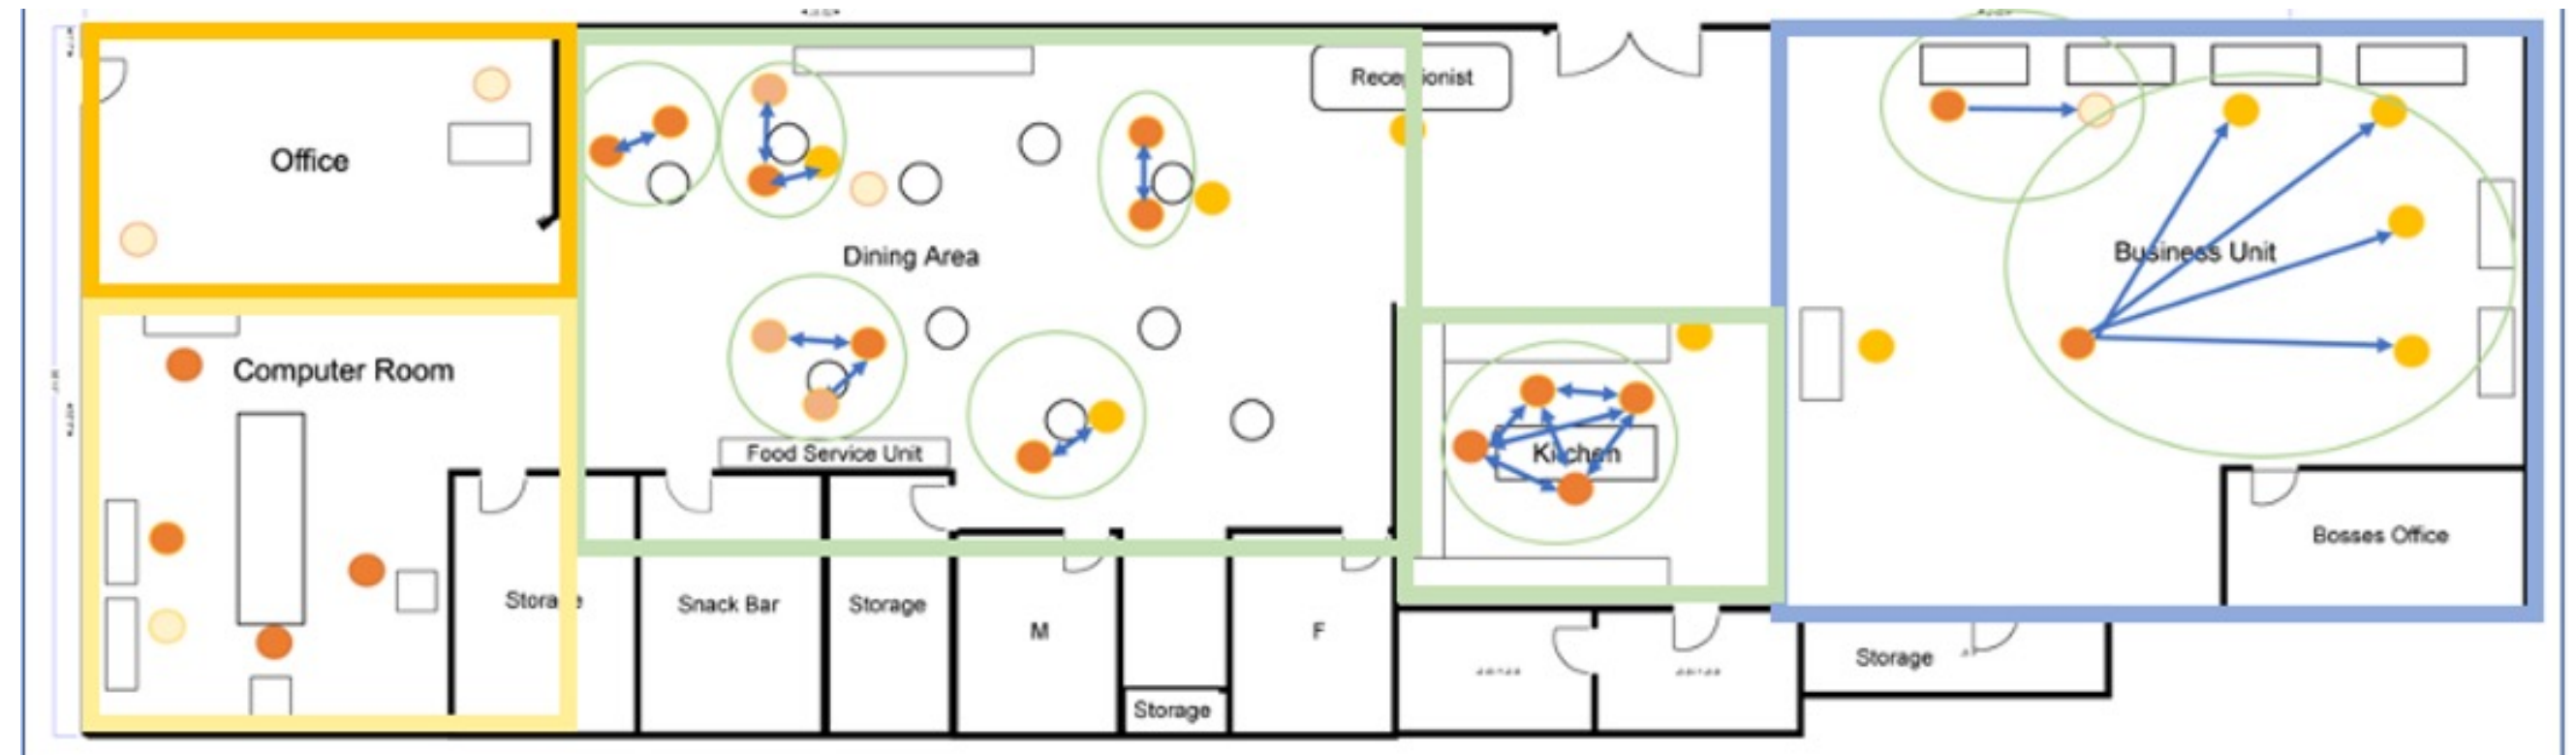 Receptionist
Office
Dining Area
Business Unit
Computer Room
Food Service Unit
Kitchen
Bosses Office
Storage
Snack Bar
Storage
M
F
Storage
Storage